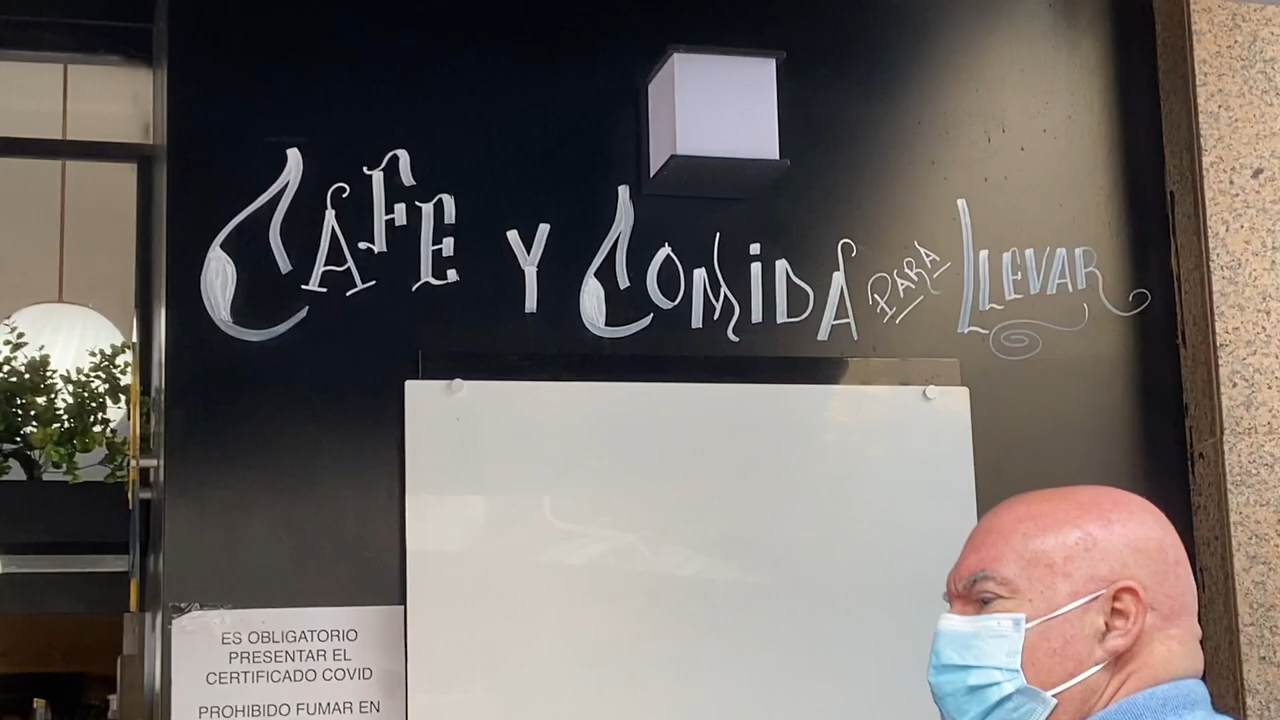 CAFE Y COMIDA PARA LLEVAR
ES OBLIGATORIO
PRESENTAR EL
CERTIFICADO COVID
PROHIBIDO FUMAR EN